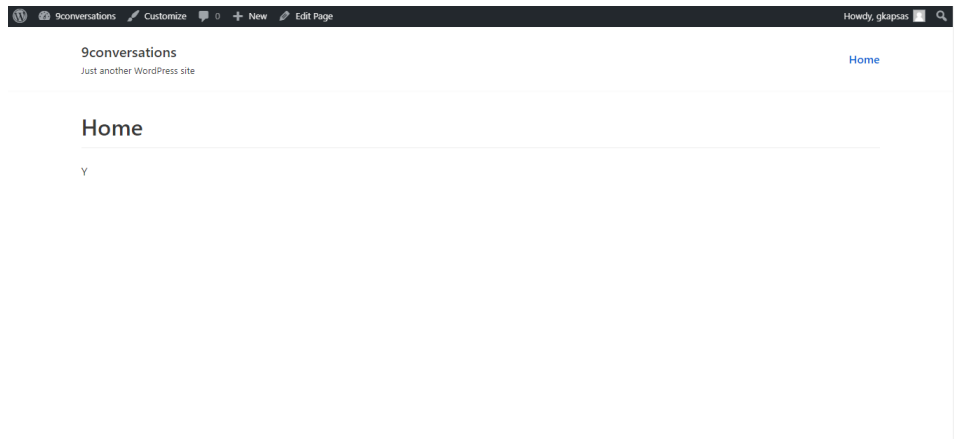 9conversations Customize 0 New Edit Page Howdy, gkapsas
9conversations
Just another WordPress site
Home
Home
Y